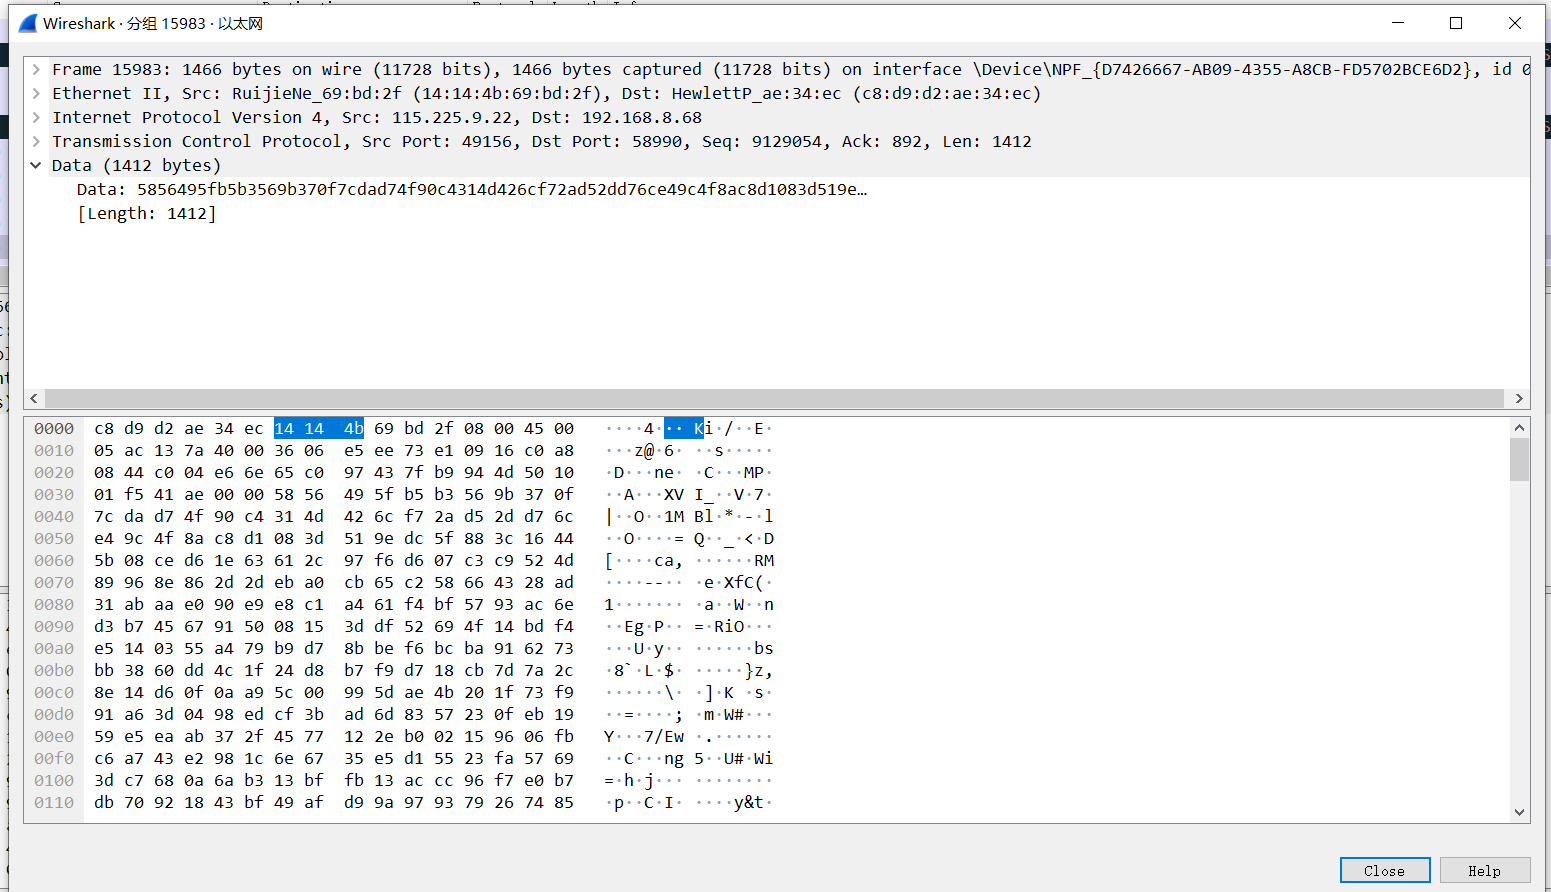 Wireshark · 分组 15983 · 以太网
Frame 15983: 1466 bytes on wire (11728 bits), 1466 bytes captured (11728 bits) on interface \Device\NPF_{D7426667-AB09-4355-A8CB-FD5702BCE6D2}, id 0
Ethernet II, Src: RuijieNe_69:bd:2f (14:14:4b:69:bd:2f), Dst: HewlettP_ae:34:ec (c8:d9:d2:ae:34:ec)
Internet Protocol Version 4, Src: 115.225.9.22, Dst: 192.168.8.68
Transmission Control Protocol, Src Port: 49156, Dst Port: 58990, Seq: 9129054, Ack: 892, Len: 1412
Data (1412 bytes)
Data: 5856495fb5b3569b370f7cdad74f90c4314d426cf72ad52dd76ce49c4f8ac8d1083d519e…
[Length: 1412]
0000 c8 d9 d2 ae 34 ec 14 14 4b 69 bd 2f 08 00 45 00 ····4··· Ki·/··E·
0010 05 ac 13 7a 40 00 36 06 e5 ee 73 e1 09 16 c0 a8 ···z@·6· ··s·····
0020 08 44 c0 04 e6 6e 65 c0 97 43 7f b9 94 4d 50 10 ·D···ne· ·C···MP·
0030 01 f5 41 ae 00 00 58 56 49 5f b5 b3 56 9b 37 0f ··A···XV I_··V·7·
0040 7c da d7 4f 90 c4 31 4d 42 6c f7 2a d5 2d d7 6c |··O··1M Bl·*·-·l
0050 e4 9c 4f 8a c8 d1 08 3d 51 9e dc 5f 88 3c 16 44 ··O····= Q··_·<·D
0060 5b 08 ce d6 1e 63 61 2c 97 f6 d6 07 c3 c9 52 4d [····ca, ······RM
0070 89 96 8e 86 2d 2d eb a0 cb 65 c2 58 66 43 28 ad ····--·· ·e·XfC(·
0080 31 ab aa e0 90 e9 e8 c1 a4 61 f4 bf 57 93 ac 6e 1······· ·a··W··n
0090 d3 b7 45 67 91 50 08 15 3d df 52 69 4f 14 bd f4 ··Eg·P·· =·RiO···
00a0 e5 14 03 55 a4 79 b9 d7 8b be f6 bc ba 91 62 73 ···U·y·· ······bs
00b0 bb 38 60 dd 4c 1f 24 d8 b7 f9 d7 18 cb 7d 7a 2c ·8`·L·$· ·····}z,
00c0 8e 14 d6 0f 0a a9 5c 00 99 5d ae 4b 20 1f 73 f9 ······\· ·]·K ·s·
00d0 91 a6 3d 04 98 ed cf 3b ad 6d 83 57 23 0f eb 19 ··=····; ·m·W#···
00e0 59 e5 ea ab 37 2f 45 77 12 2e b0 02 15 96 06 fb Y···7/Ew ·.······
00f0 c6 a7 43 e2 98 1c 6e 67 35 e5 d1 55 23 fa 57 69 ··C···ng 5··U#·Wi
0100 3d c7 68 0a 6a b3 13 bf fb 13 ac cc 96 f7 e0 b7 =·h·j··· ········
0110 db 70 92 18 43 bf 49 af d9 9a 97 93 79 26 74 85 ·p··C·I· ····y&t·
Close
Help